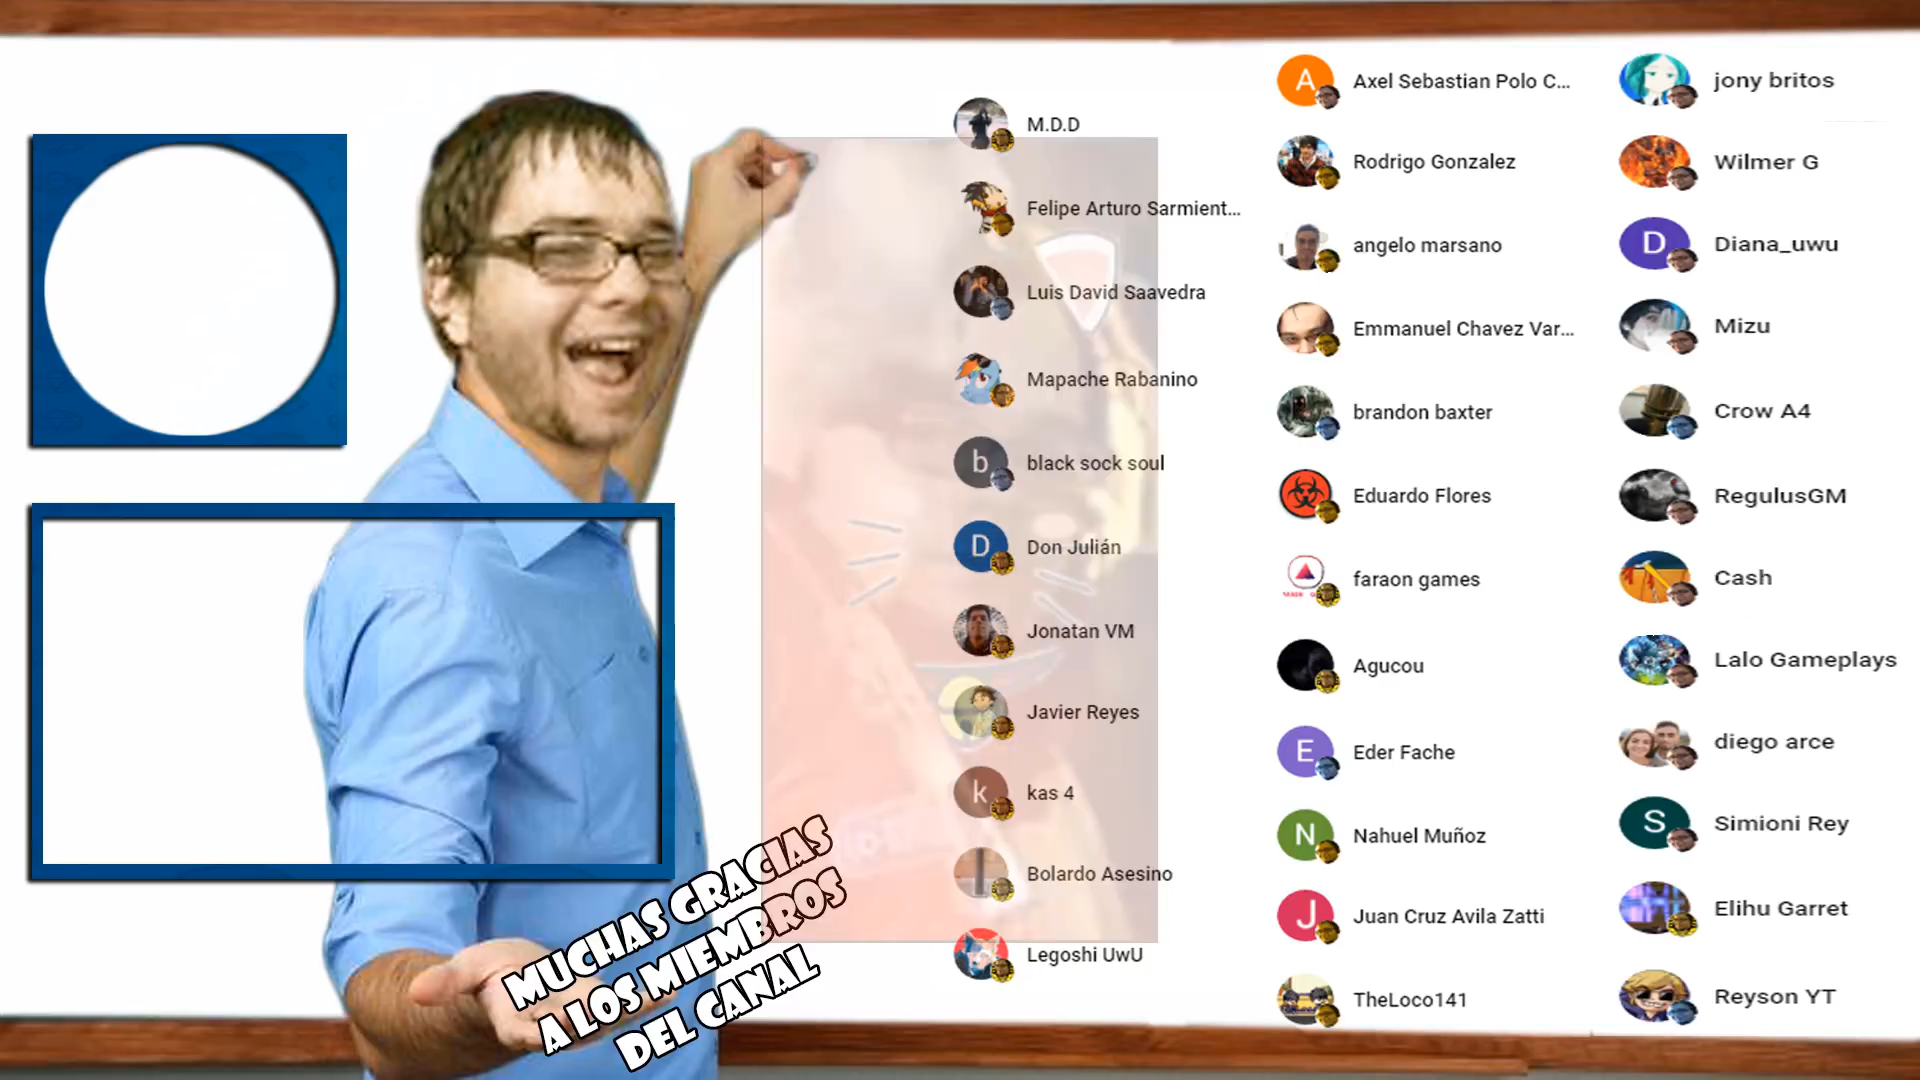 M.D.D
Felipe Arturo Sarmient...
Luis David Saavedra
Mapache Rabanino
b
black sock soul
D
Don Julián
Jonatan VM
Javier Reyes
k
kas 4
Bolardo Asesino
Legoshi UwU
A
Axel Sebastian Polo C...
Rodrigo Gonzalez
angelo marsano
Emmanuel Chavez Var...
brandon baxter
Eduardo Flores
faraon games
Agucou
E
Eder Fache
N
Nahuel Muñoz
J
Juan Cruz Avila Zatti
TheLoco141
jony britos
Wilmer G
D
Diana_uwu
Mizu
Crow A4
RegulusGM
Cash
Lalo Gameplays
diego arce
S
Simioni Rey
Elihu Garret
Reyson YT
MUCHAS GRACIAS
A LOS MIEMBROS
DEL CANAL